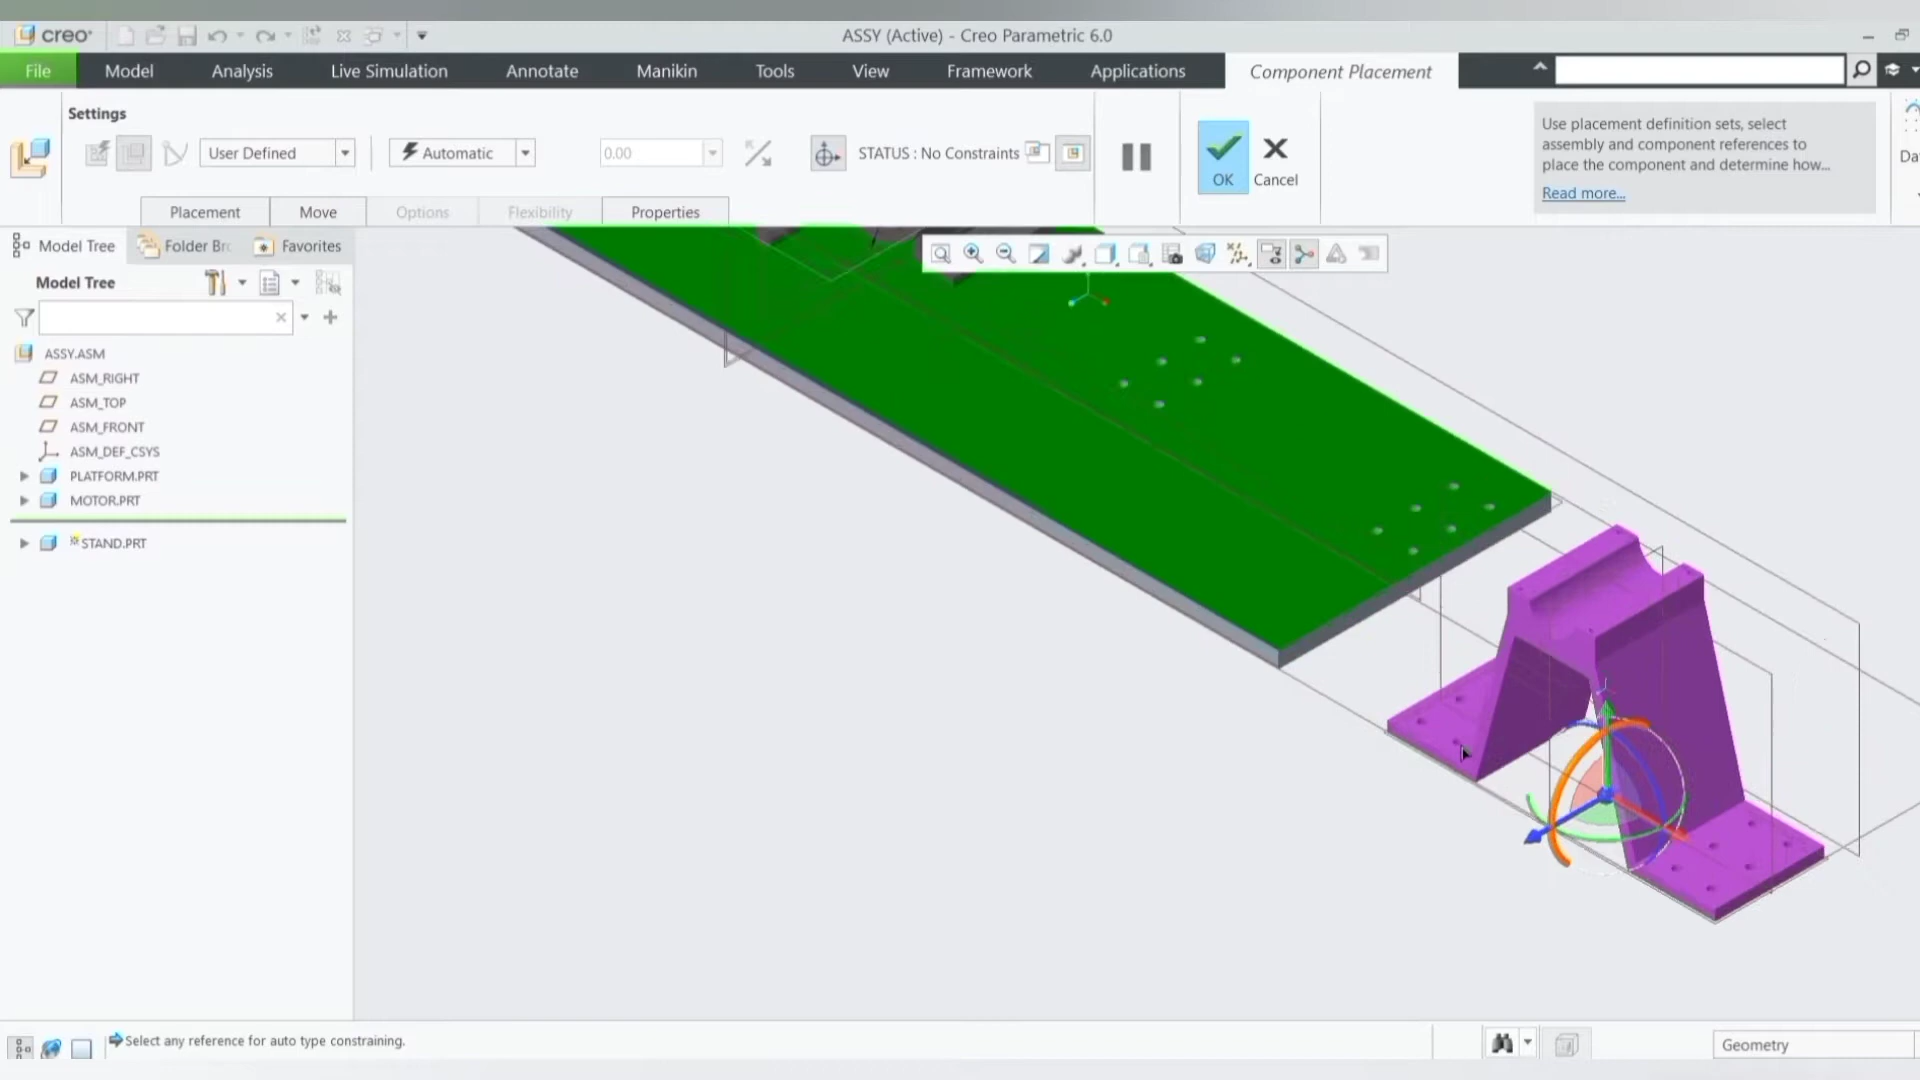 creo·
ASSY (Active) - Creo Parametric 6.0
File Model Analysis Live Simulation Annotate Manikin Tools View Framework Applications Component Placement
Settings
User Defined
Automatic
0.00
STATUS : No Constraints
OK
Cancel
Use placement definition sets, select
assembly and component references to
place the component and determine how...
Read more...
Da
Placement Move Options Flexibility Properties
Model Tree Folder Br Favorites
Model Tree
ASSY.ASM
ASM_RIGHT
ASM_TOP
ASM_FRONT
ASM_DEF_CSYS
PLATFORM.PRT
MOTOR.PRT
STAND.PRT
Select any reference for auto type constraining.
Geometry